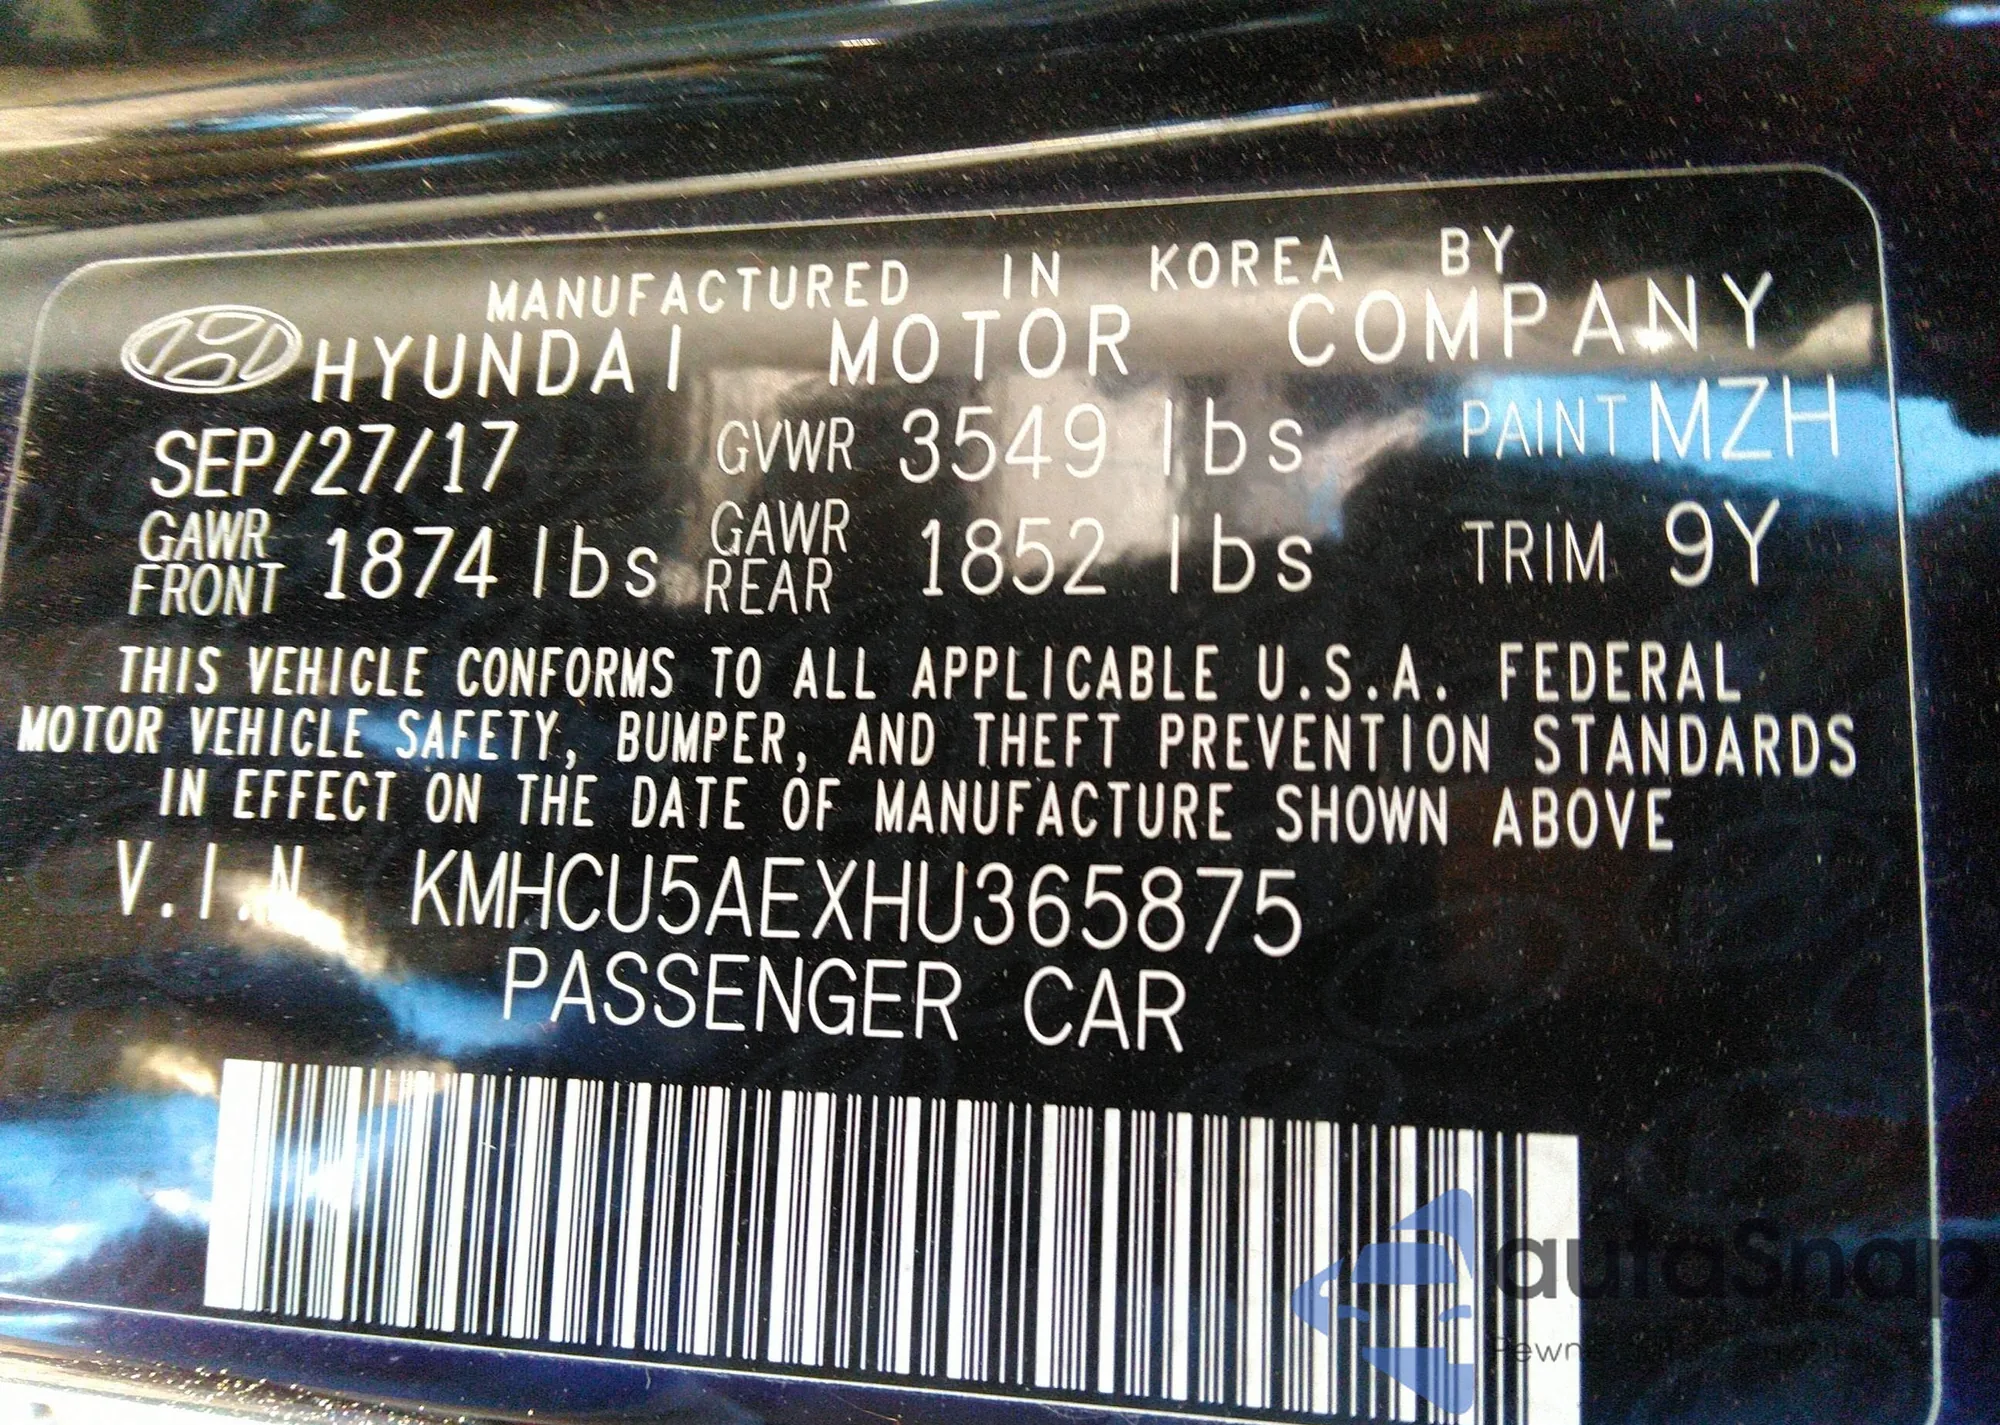 MANUFACTURED IN KOREA BY
HYUNDAI MOTOR COMPANY
SEP/27/17 GVWR 3549 lbs PAINT MZH
GAWR FRONT 1874 lbs GAWR REAR 1852 lbs TRIM 9Y
THIS VEHICLE CONFORMS TO ALL APPLICABLE U.S.A. FEDERAL
MOTOR VEHICLE SAFETY, BUMPER, AND THEFT PREVENTION STANDARDS
IN EFFECT ON THE DATE OF MANUFACTURE SHOWN ABOVE
V.I.N KMHCU5AEXHU365875
PASSENGER CAR
autaSnap